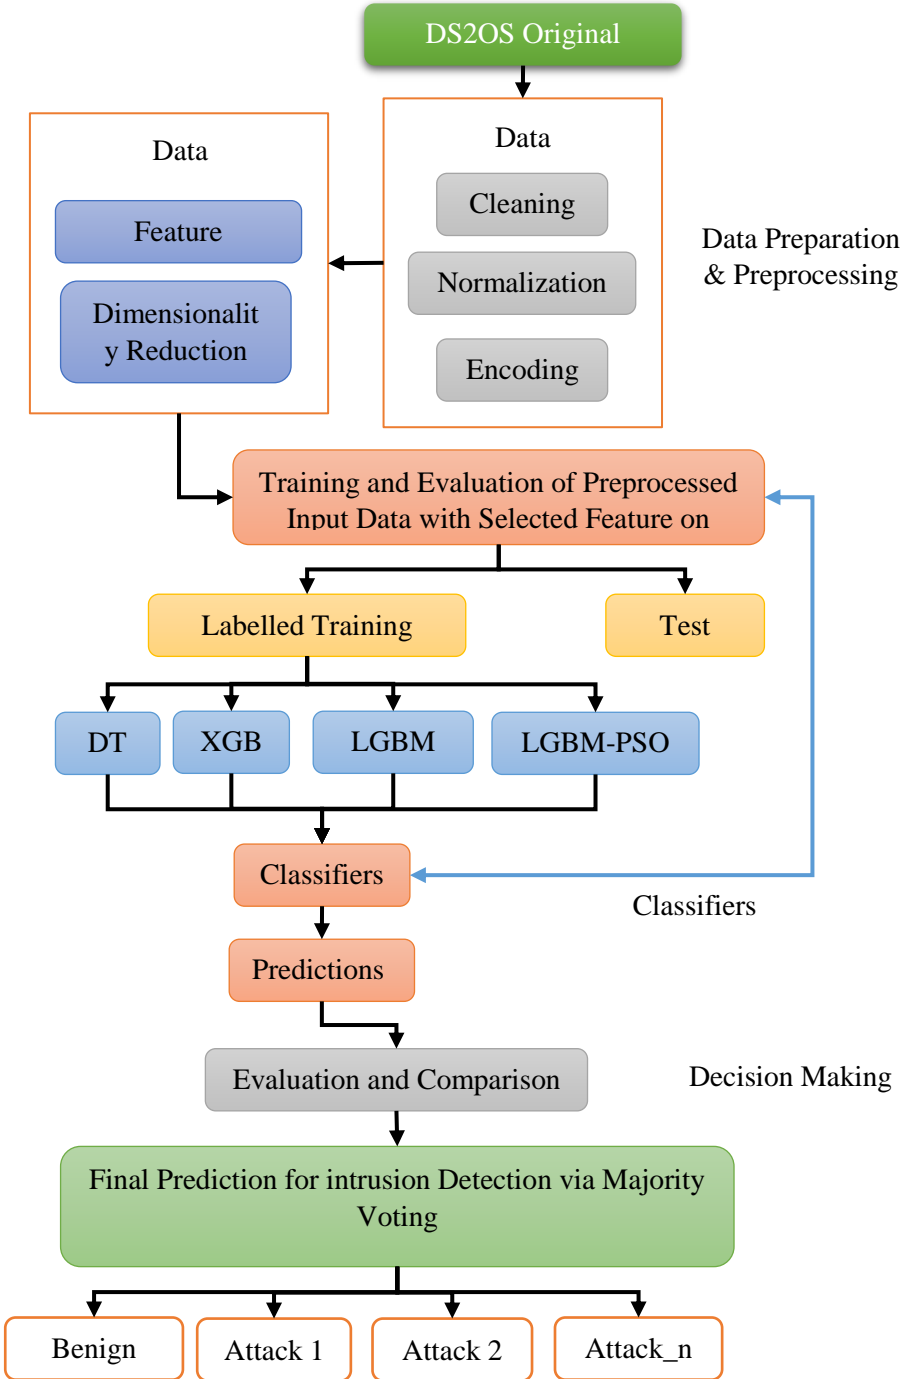 DS2OS Original
Data
Cleaning
Normalization
Encoding
Data
Feature
Dimensionalit
y Reduction
Data Preparation
& Preprocessing
Training and Evaluation of Preprocessed
Input Data with Selected Feature on
Labelled Training
Test
DT
XGB
LGBM
LGBM-PSO
Classifiers
Classifiers
Predictions
Evaluation and Comparison
Decision Making
Final Prediction for intrusion Detection via Majority
Voting
Benign
Attack 1
Attack 2
Attack_n